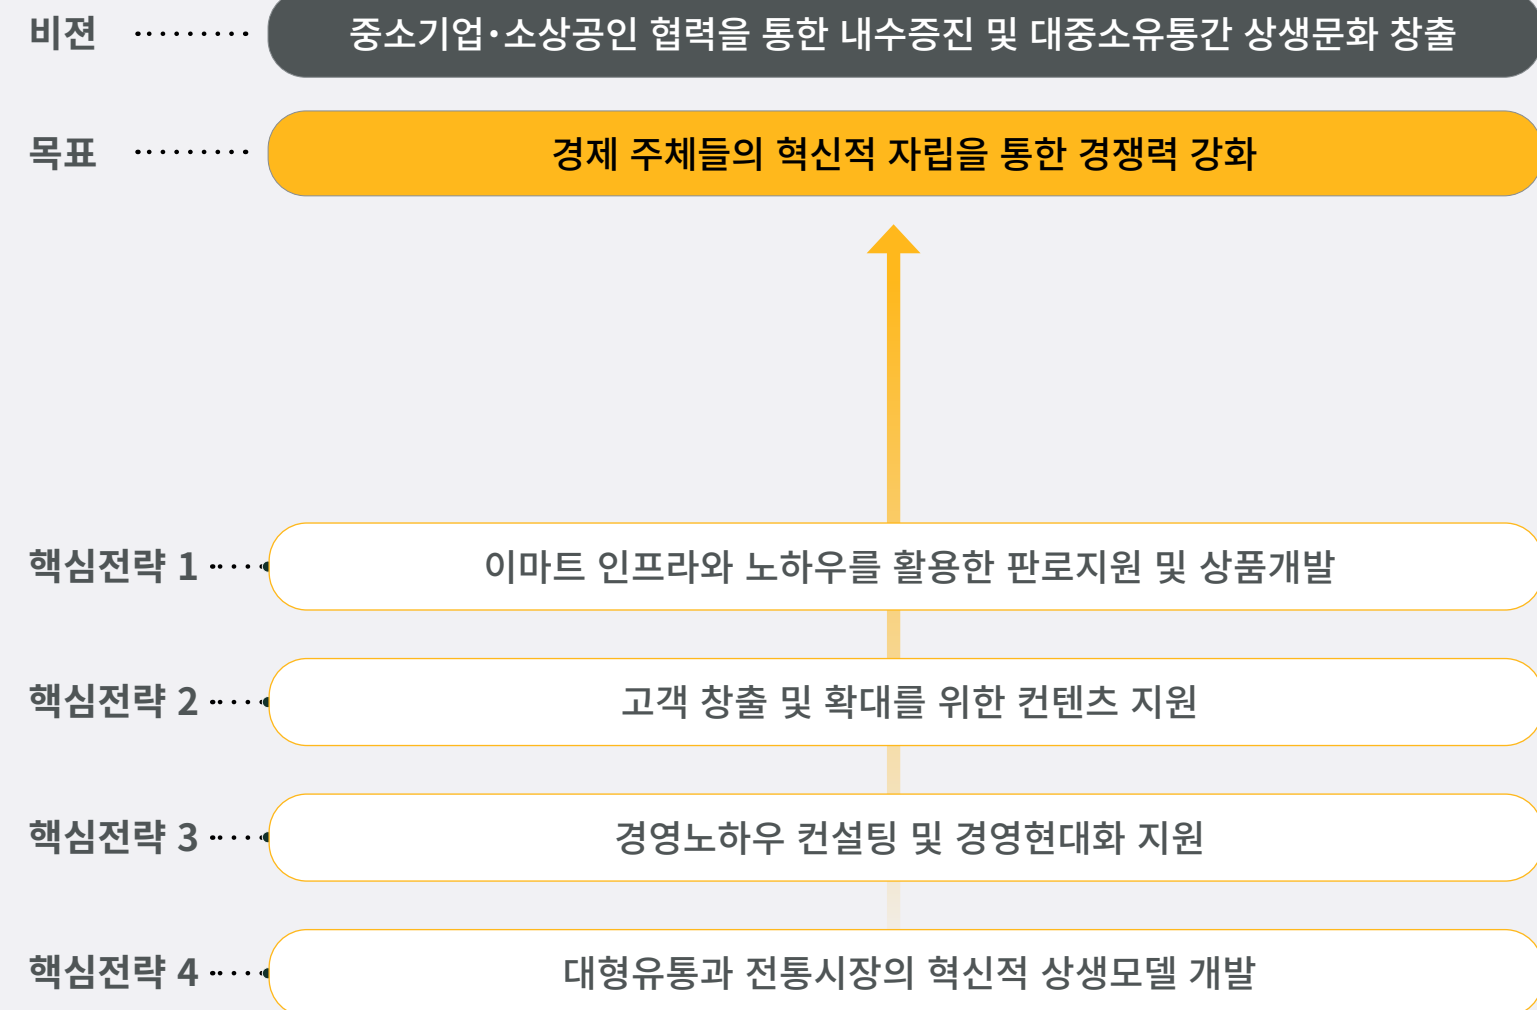 비젼 ········· 중소기업·소상공인 협력을 통한 내수증진 및 대중소유통간 상생문화 창출
목표 ········· 경제 주체들의 혁신적 자립을 통한 경쟁력 강화
핵심전략 1 ···· 이마트 인프라와 노하우를 활용한 판로지원 및 상품개발
핵심전략 2 ···· 고객 창출 및 확대를 위한 컨텐츠 지원
핵심전략 3 ···· 경영노하우 컨설팅 및 경영현대화 지원
핵심전략 4 ···· 대형유통과 전통시장의 혁신적 상생모델 개발